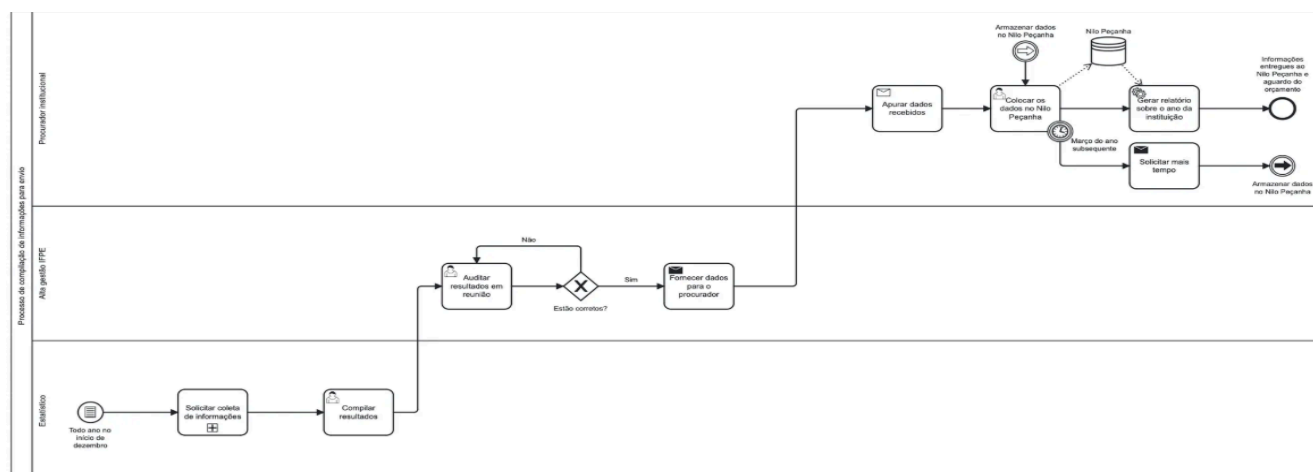 Processo de compilação de informações para envio
Procurador institucional
Armazenar dados
no Nilo Peçanha
Nilo Peçanha
Informações
entregues ao
Nilo Peçanha e
aguardo do
orçamento
Apurar dados
recebidos
Colocar os
dados no Nilo
Peçanha
Gerar relatório
sobre o ano da
instituição
Março do ano
subsequente
Solicitar mais
tempo
Armazenar dados
no Nilo Peçanha
Alta gestão IFPE
Não
Auditar
resultados em
reunião
Estão corretos?
Sim
Fornecer dados
para o
procurador
Estatístico
Todo ano no
início de
dezembro
Solicitar coleta
de informações
Compilar
resultados